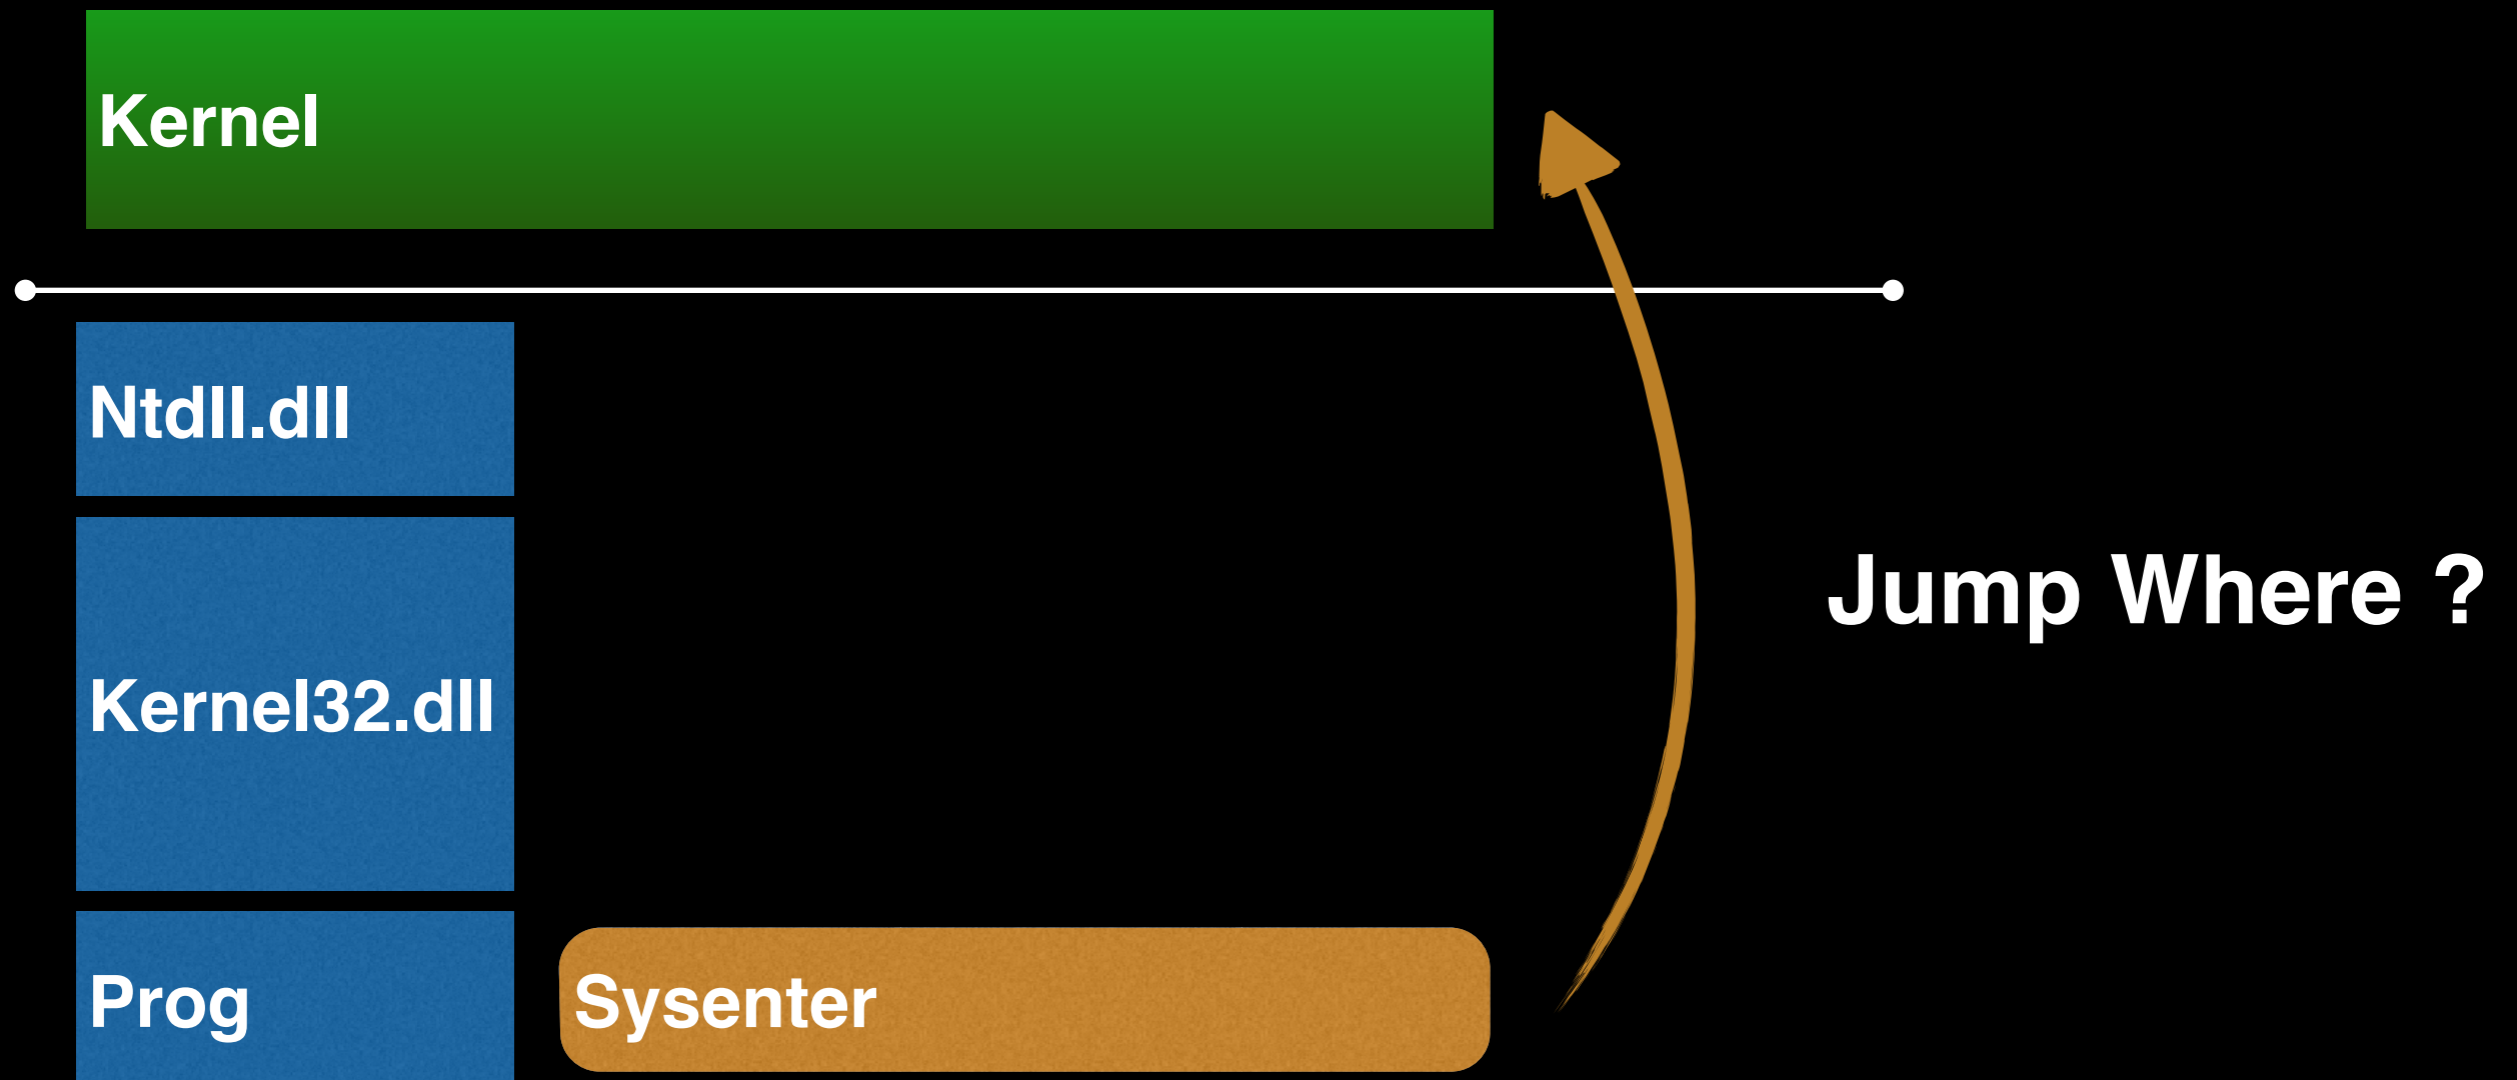 Kernel
Ntdll.dll
Kernel32.dll
Jump Where ?
Prog
Sysenter